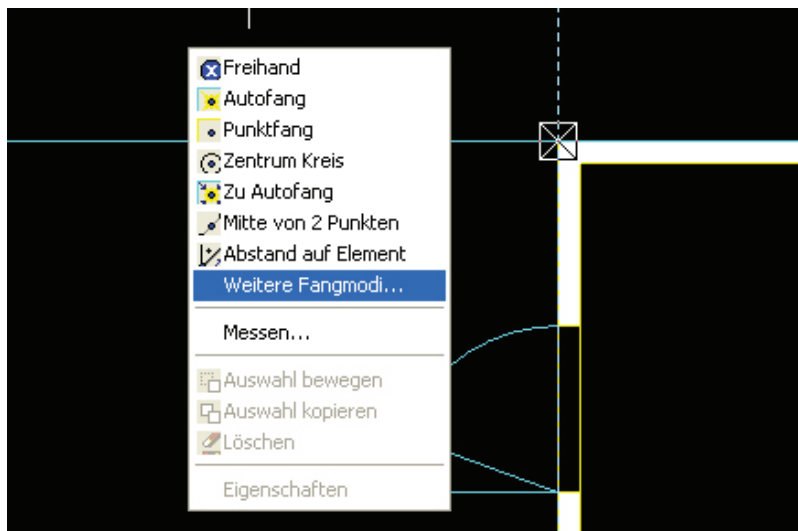 Freihand
Autofang
Punktfang
Zentrum Kreis
Zu Autofang
Mitte von 2 Punkten
Abstand auf Element
Weitere Fangmodi...
Messen...
Auswahl bewegen
Auswahl kopieren
Löschen
Eigenschaften